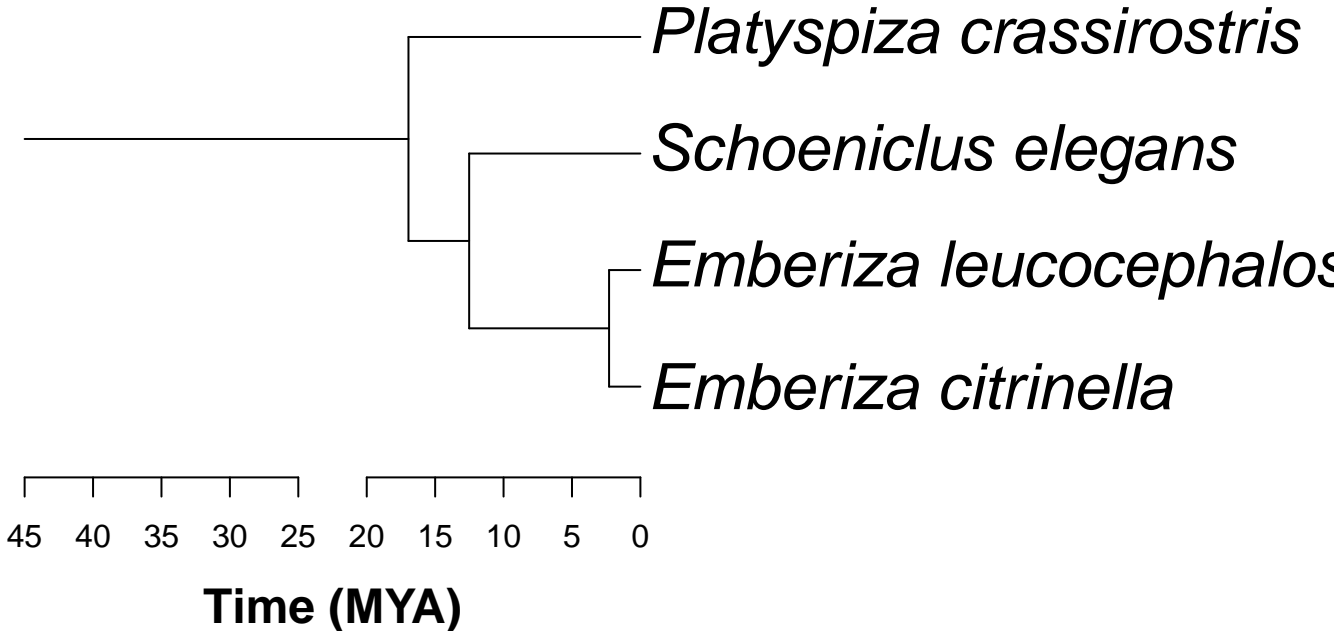 Platyspiza crassirostris
Schoeniclus elegans
Emberiza leucocephalos
Emberiza citrinella
45 40 35 30 25 20 15 10 5 0
Time (MYA)